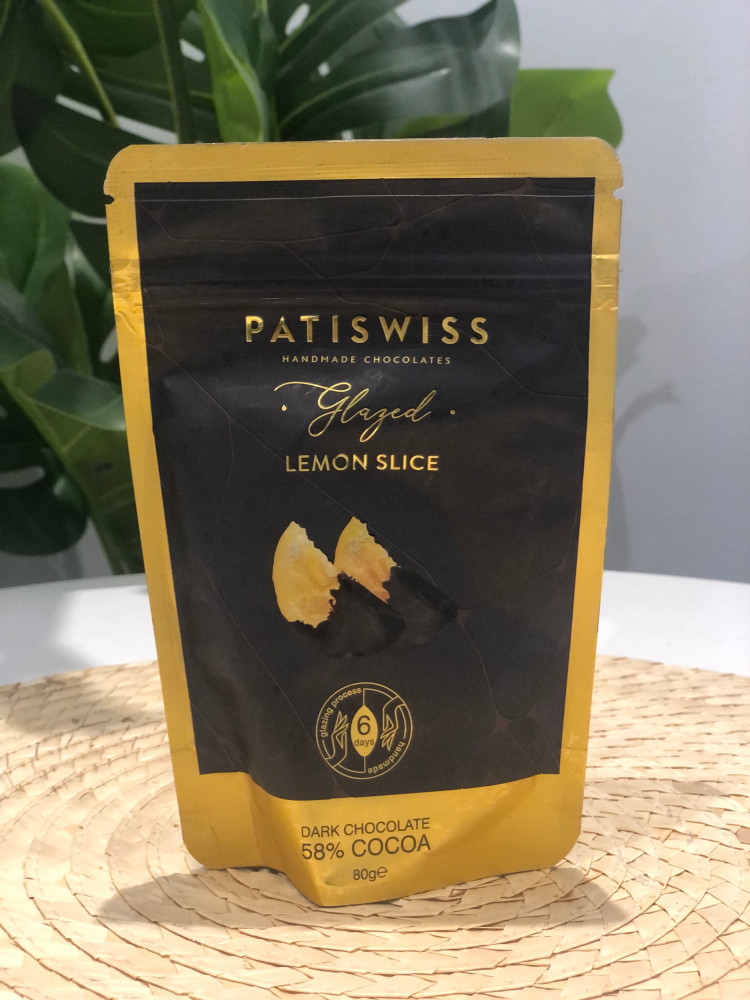 PATISWISS
HANDMADE CHOCOLATES
Glazed
LEMON SLICE
glazing process
6
days
handmade
DARK CHOCOLATE
58% COCOA
80g℮